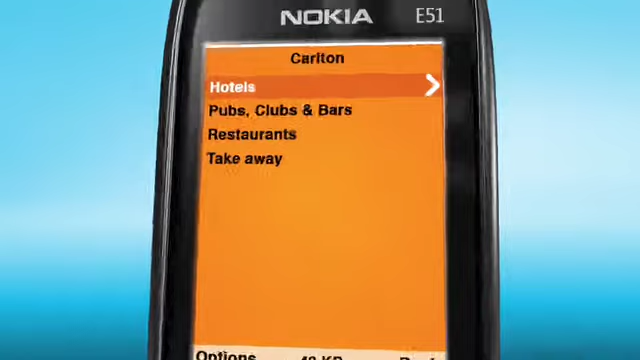 NOKIA E51
Carlton
Hotels
Pubs, Clubs & Bars
Restaurants
Take away
Options